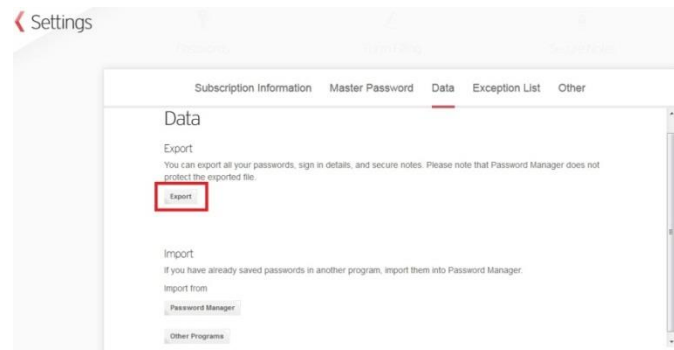 Settings
Subscription Information Master Password Data Exception List Other
Data
Export
You can export all your passwords, sign in details, and secure notes. Please note that Password Manager does not
protect the exported file.
Export
Import
If you have already saved passwords in another program, import them into Password Manager.
Import from
Password Manager
Other Programs